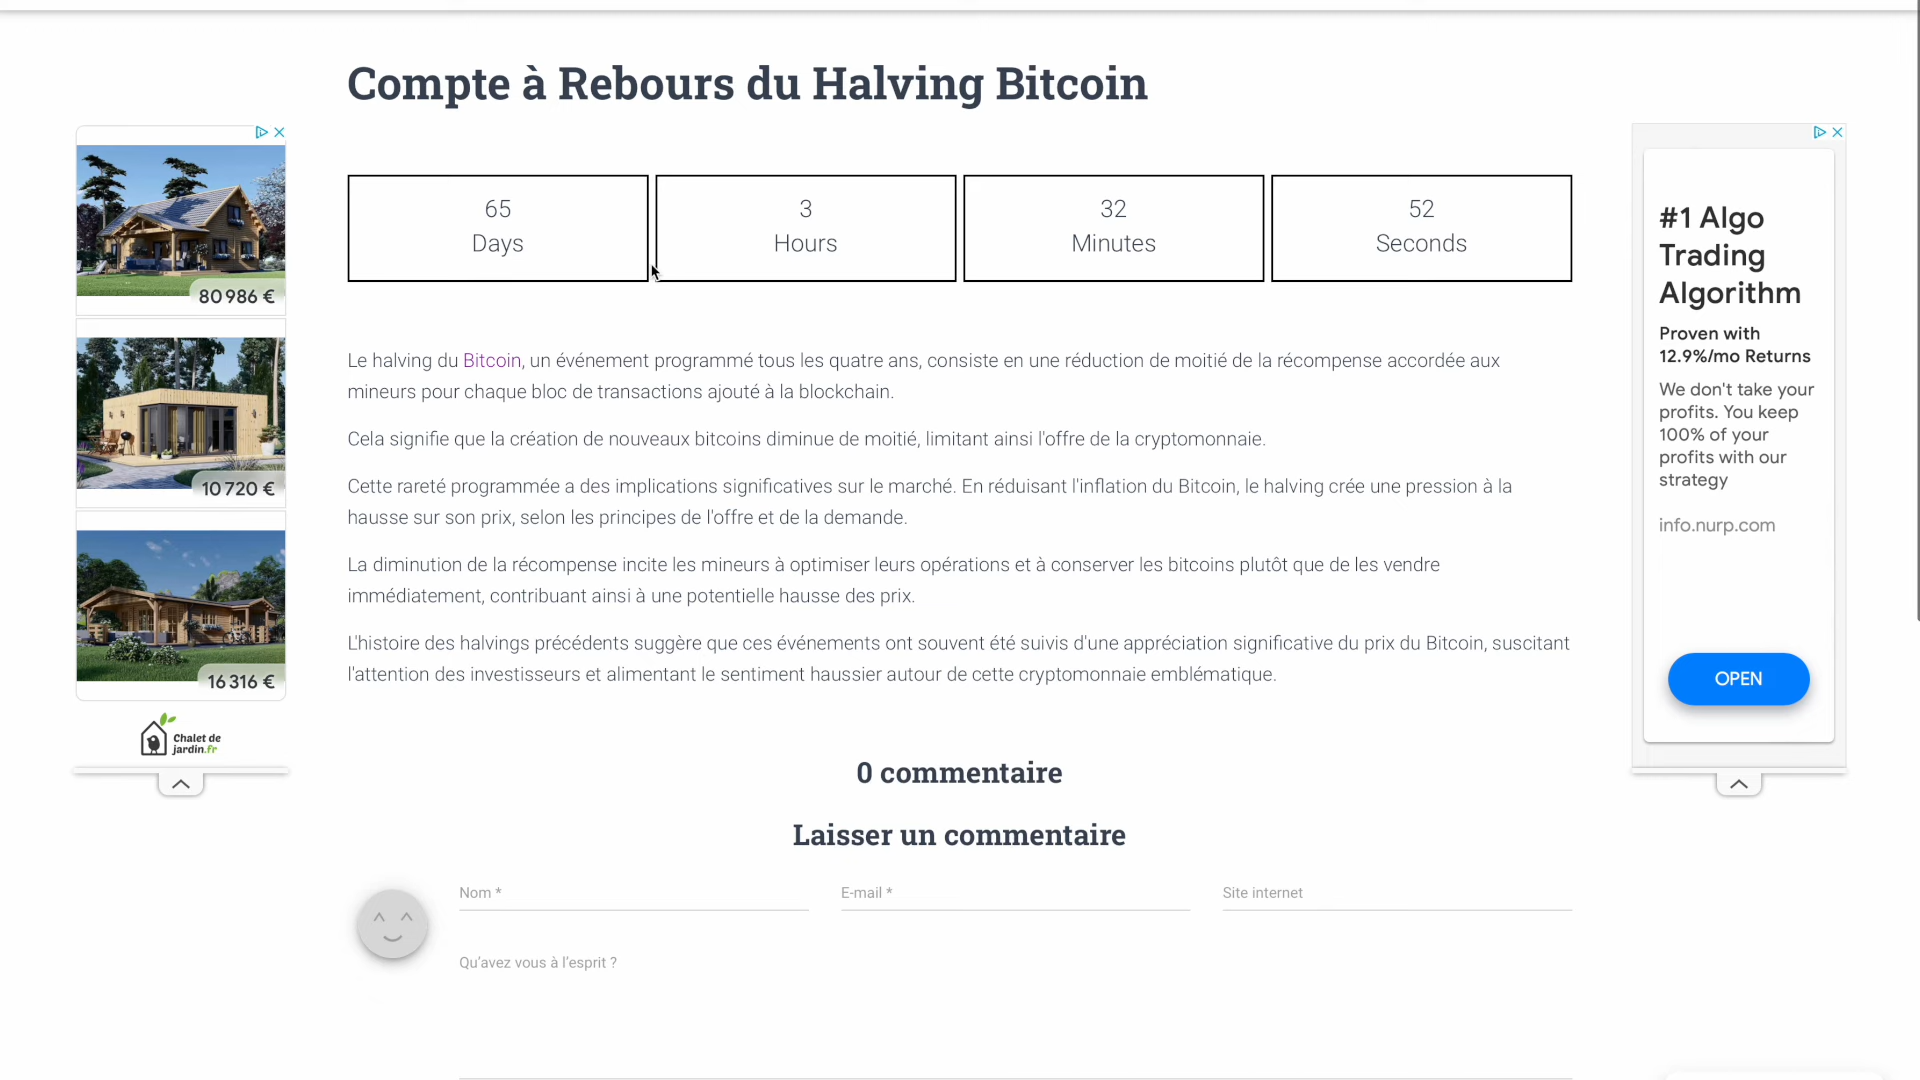 Compte à Rebours du Halving Bitcoin
65
Days
3
Hours
32
Minutes
52
Seconds
80 986 €
10 720 €
16 316 €
Chalet de
jardin.fr
Le halving du Bitcoin, un événement programmé tous les quatre ans, consiste en une réduction de moitié de la récompense accordée aux
mineurs pour chaque bloc de transactions ajouté à la blockchain.
Cela signifie que la création de nouveaux bitcoins diminue de moitié, limitant ainsi l'offre de la cryptomonnaie.
Cette rareté programmée a des implications significatives sur le marché. En réduisant l'inflation du Bitcoin, le halving crée une pression à la
hausse sur son prix, selon les principes de l'offre et de la demande.
La diminution de la récompense incite les mineurs à optimiser leurs opérations et à conserver les bitcoins plutôt que de les vendre
immédiatement, contribuant ainsi à une potentielle hausse des prix.
L'histoire des halvings précédents suggère que ces événements ont souvent été suivis d'une appréciation significative du prix du Bitcoin, suscitant
l'attention des investisseurs et alimentant le sentiment haussier autour de cette cryptomonnaie emblématique.
#1 Algo
Trading
Algorithm
Proven with
12.9%/mo Returns
We don't take your
profits. You keep
100% of your
profits with our
strategy
info.nurp.com
OPEN
0 commentaire
Laisser un commentaire
Nom *
E-mail *
Site internet
Qu'avez vous à l'esprit ?